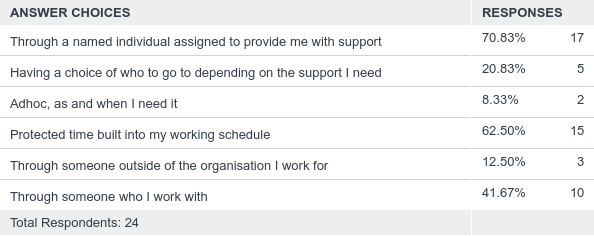 ANSWER CHOICES RESPONSES
Through a named individual assigned to provide me with support 70.83% 17
Having a choice of who to go to depending on the support I need 20.83% 5
Adhoc, as and when I need it 8.33% 2
Protected time built into my working schedule 62.50% 15
Through someone outside of the organisation I work for 12.50% 3
Through someone who I work with 41.67% 10
Total Respondents: 24